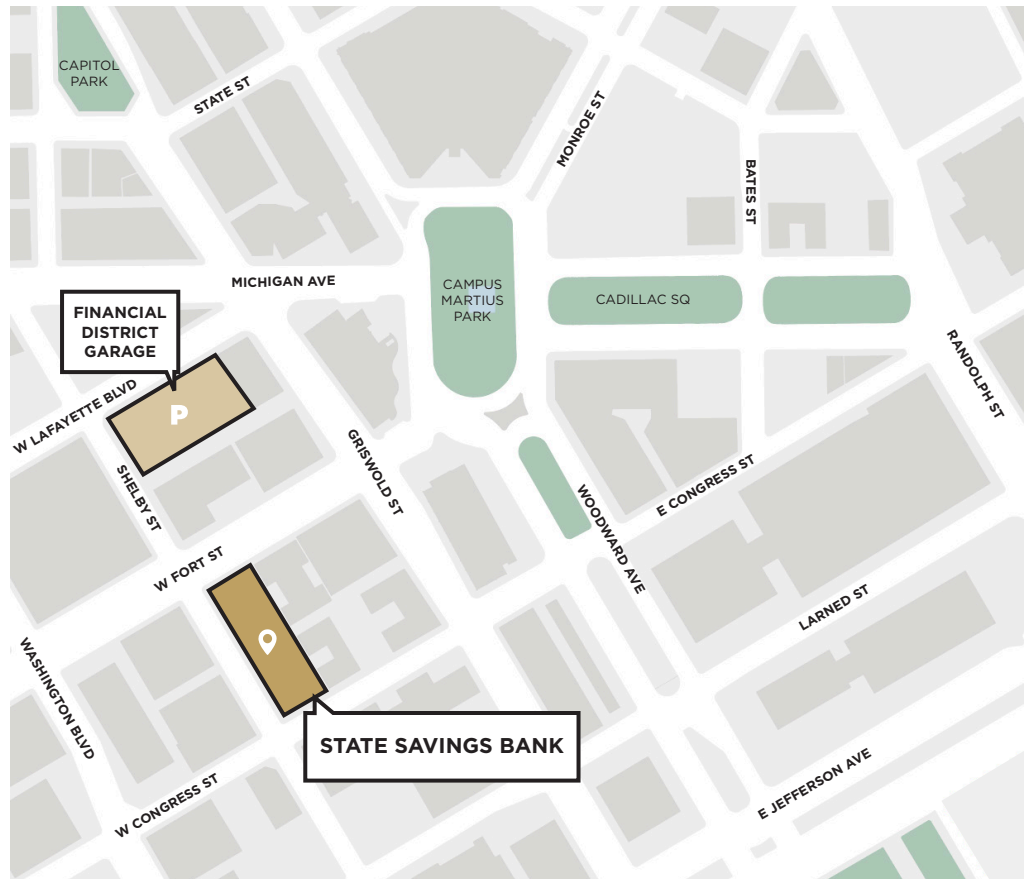 CAPITOL
PARK
STATE ST
MONROE ST
BATES ST
MICHIGAN AVE
CAMPUS
MARTIUS
PARK
CADILLAC SQ
FINANCIAL
DISTRICT
GARAGE
RANDOLPH ST
W LAFAYETTE BLVD
P
SHELBY ST
GRISWOLD ST
E CONGRESS ST
WOODWARD AVE
W FORT ST
LARNED ST
WASHINGTON BLVD
STATE SAVINGS BANK
E JEFFERSON AVE
W CONGRESS ST